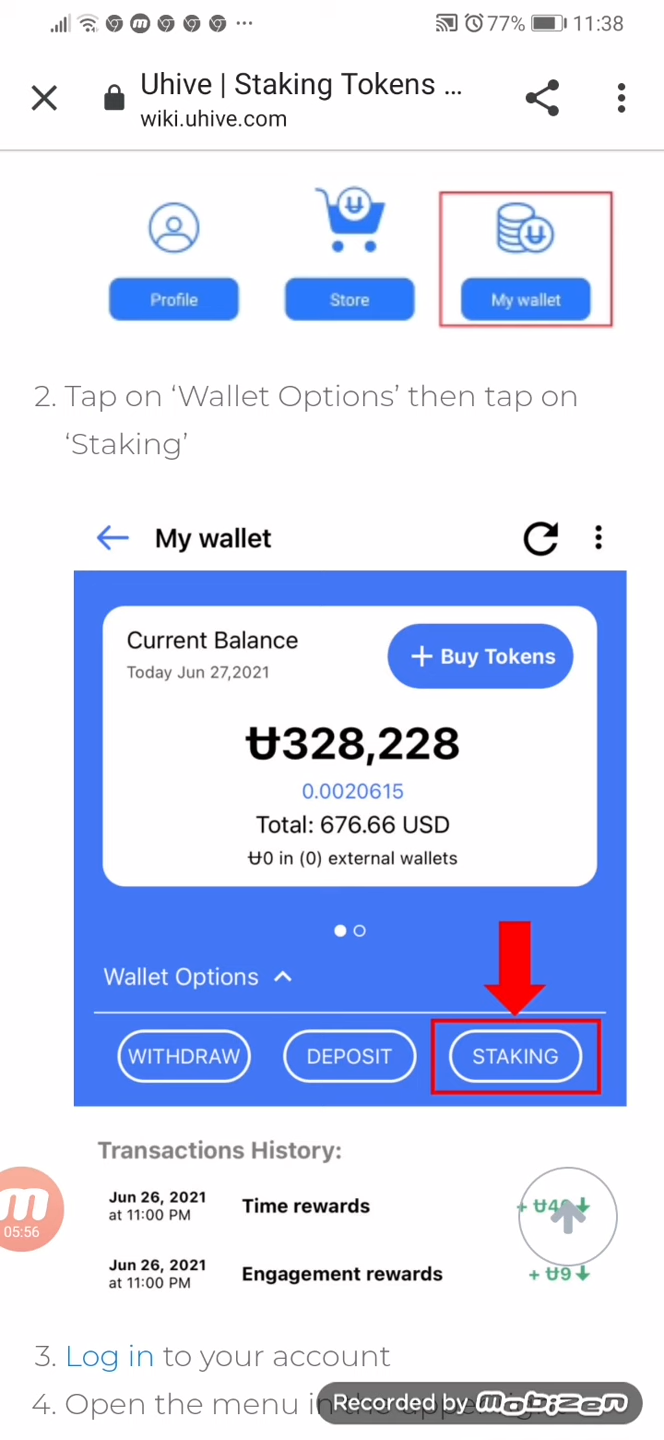 77% 11:38
Uhive | Staking Tokens ...
wiki.uhive.com
Profile
Store
My wallet
2. Tap on ‘Wallet Options’ then tap on
‘Staking’
My wallet
Current Balance
Today Jun 27,2021
+ Buy Tokens
Ʉ328,228
0.0020615
Total: 676.66 USD
Ʉ0 in (0) external wallets
Wallet Options
WITHDRAW
DEPOSIT
STAKING
Transactions History:
Jun 26, 2021
at 11:00 PM
Time rewards
05:56
Jun 26, 2021
at 11:00 PM
Engagement rewards
+ Ʉ9
3. Log in to your account
4. Open the menu
Recorded by mobizen